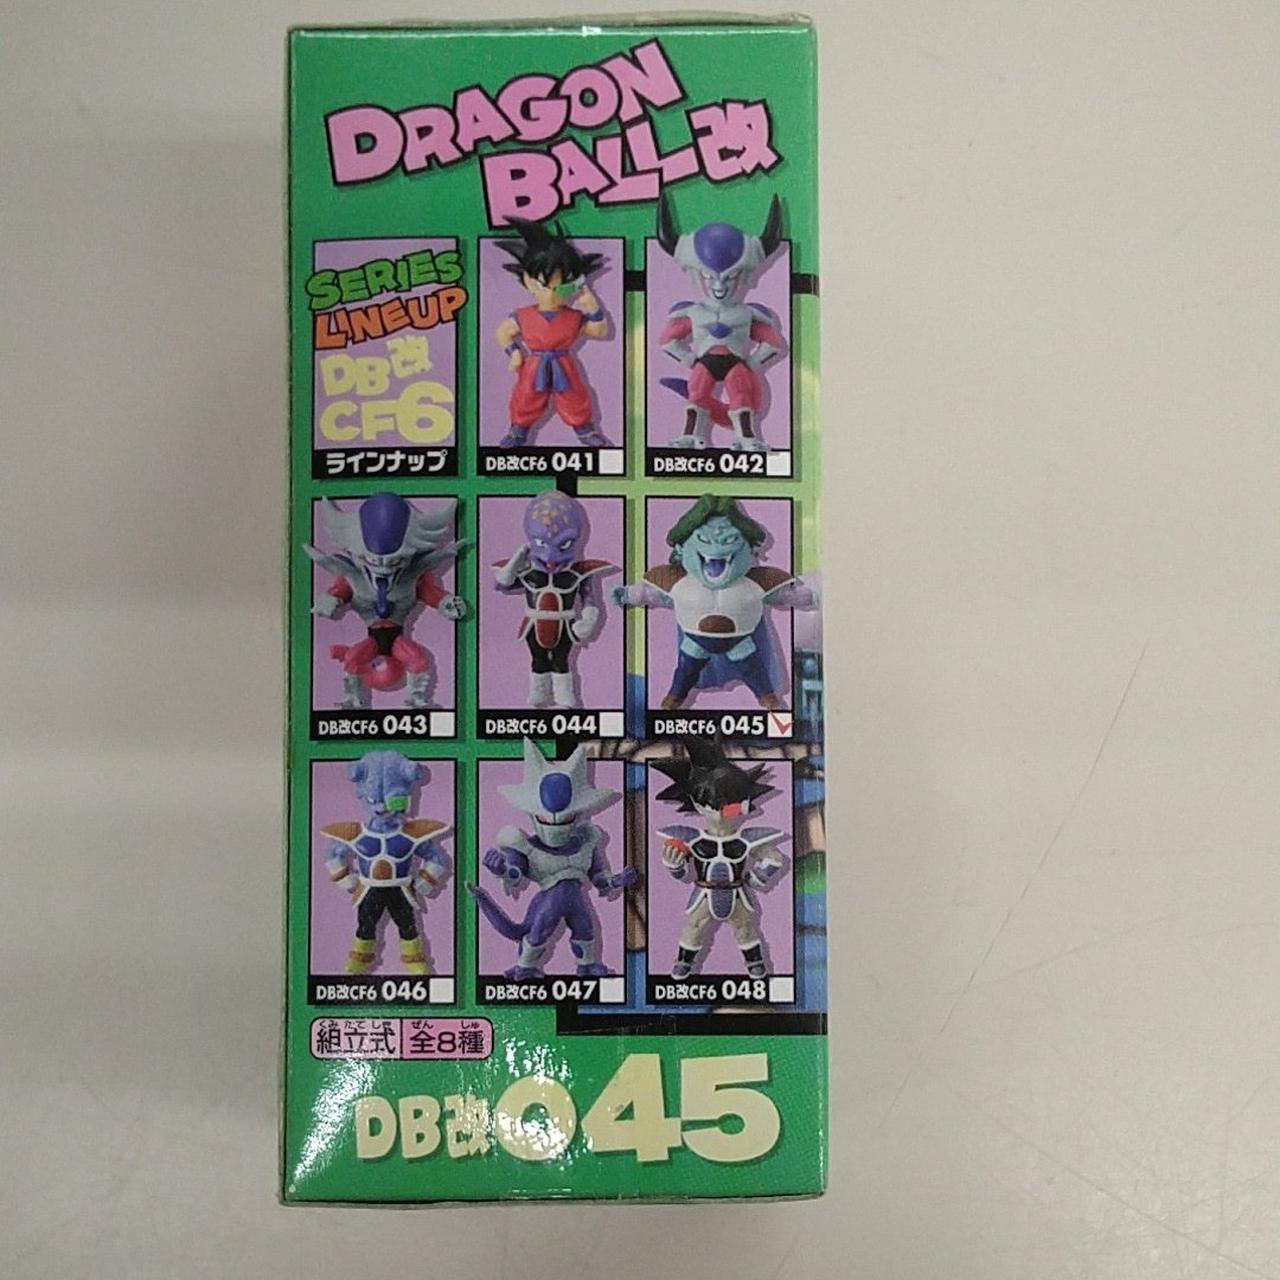 DRAGON
BALL改
SERIES
LINEUP
DB改
CF6
ラインナップ
DB改CF6 041
DB改CF6 042
DB改CF6 043
DB改CF6 044
DB改CF6 045
DB改CF6 046
DB改CF6 047
DB改CF6 048
くみたてしき ぜん しゅ
組立式 全8種
DB改045